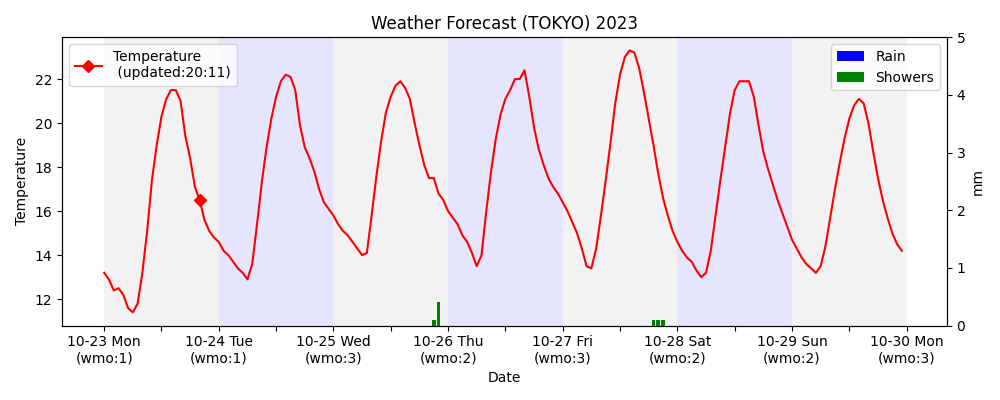 Weather Forecast (TOKYO) 2023
Temperature
(updated:20:11)
Rain
Showers
Temperature
22
20
18
16
14
12
5
4
3
2
1
0
mm
10-23 Mon
(wmo:1)
10-24 Tue
(wmo:1)
10-25 Wed
(wmo:3)
10-26 Thu
(wmo:2)
10-27 Fri
(wmo:3)
10-28 Sat
(wmo:2)
10-29 Sun
(wmo:2)
10-30 Mon
(wmo:3)
Date